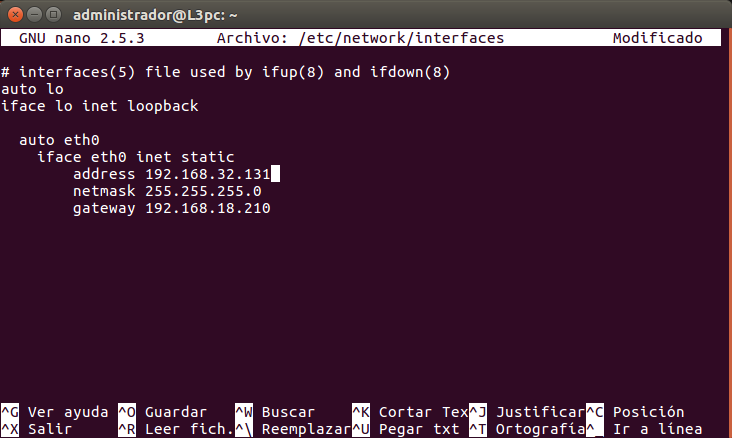 administrador@L3pc: ~
GNU nano 2.5.3 Archivo: /etc/network/interfaces Modificado
# interfaces(5) file used by ifup(8) and ifdown(8)
auto lo
iface lo inet loopback
auto eth0
iface eth0 inet static
address 192.168.32.131
netmask 255.255.255.0
gateway 192.168.18.210
^G Ver ayuda ^O Guardar ^W Buscar ^K Cortar Tex^J Justificar^C Posición
^X Salir ^R Leer fich.^\ Reemplazar^U Pegar txt ^T Ortografía^_ Ir a línea